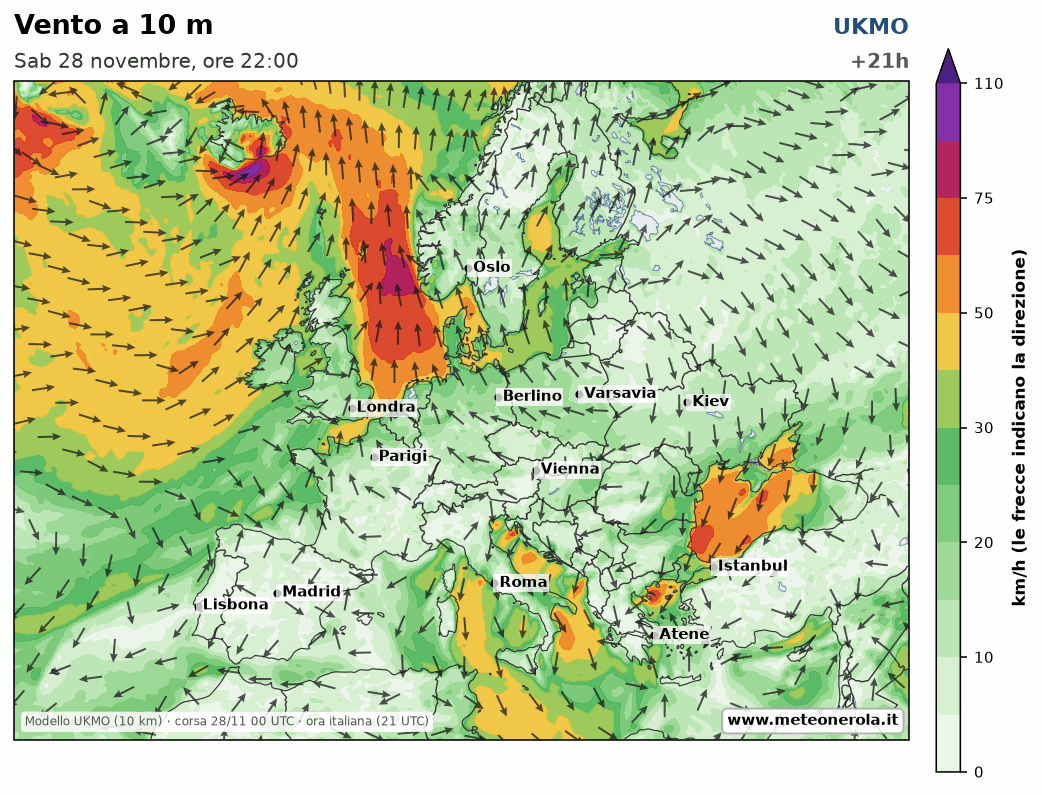 Vento a 10 m
UKMO
Sab 28 novembre, ore 22:00
+21h
110
75
50
30
20
10
0
km/h (le frecce indicano la direzione)
Oslo
Berlino
Varsavia
Kiev
Londra
Parigi
Vienna
Istanbul
Roma
Madrid
Lisbona
Atene
Modello UKMO (10 km) · corsa 28/11 00 UTC · ora italiana (21 UTC)
www.meteonerola.it